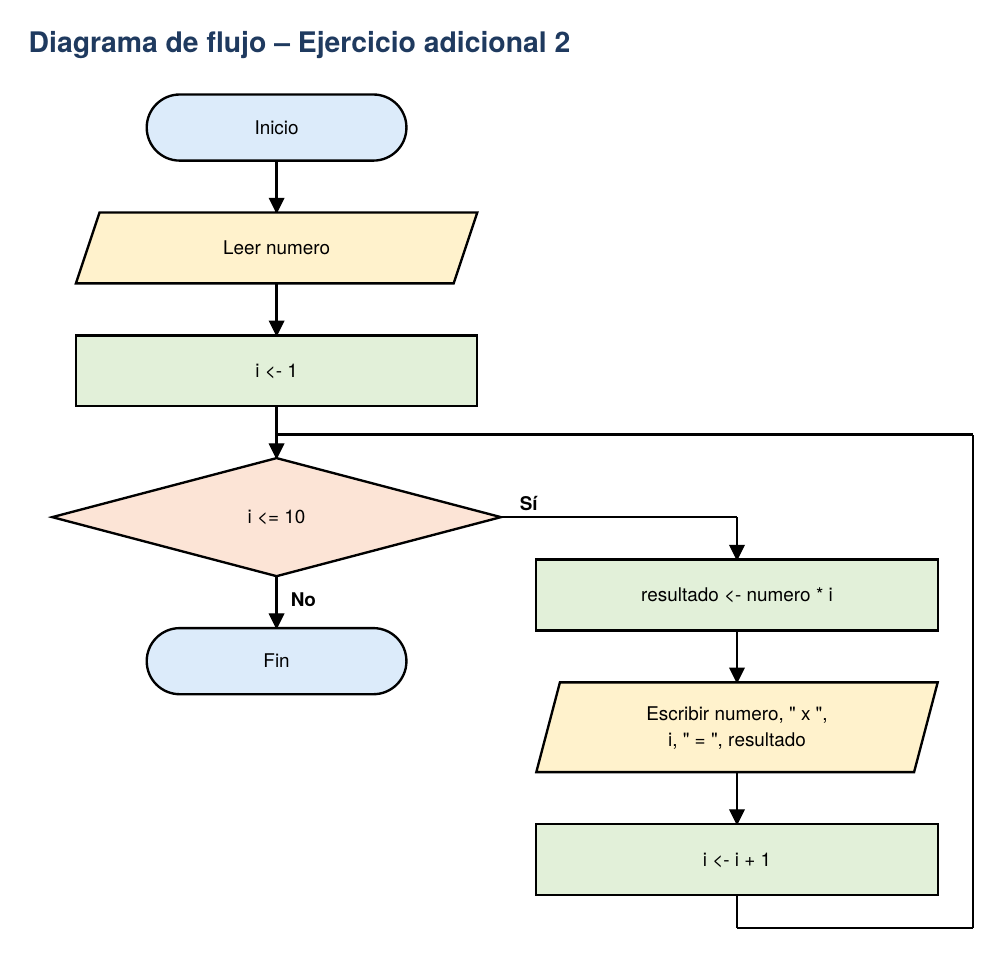 Diagrama de flujo – Ejercicio adicional 2
Inicio
Leer numero
i <- 1
i <= 10
Sí
No
Fin
resultado <- numero * i
Escribir numero, " x ",
i, " = ", resultado
i <- i + 1